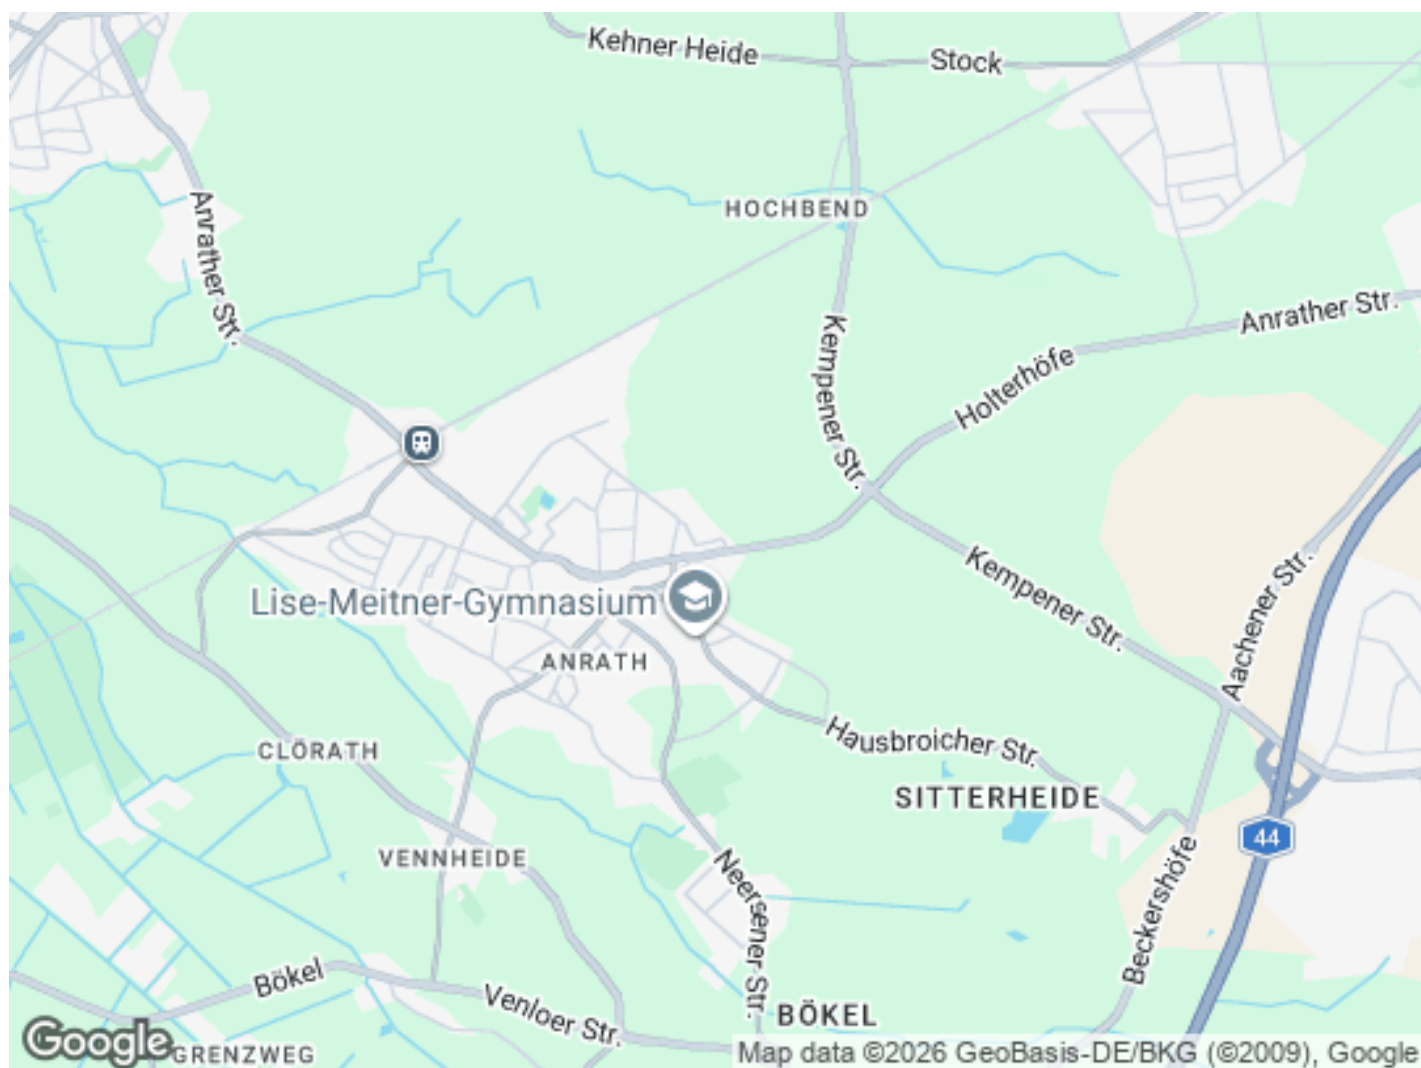 Kehner Heide
Stock
Anrather Str.
HOCHBEND
Anrather Str.
Kempener Str.
Holterhöfe
Kempener Str.
Aachener Str.
Lise-Meitner-Gymnasium
ANRATH
Hausbroicher Str.
CLÖRATH
SITTERHEIDE
44
VENNHEIDE
Neersener Str.
Beckershöfe
Bökel
Venloer Str.
BÖKEL
Google
GRENZWEG
Map data ©2026 GeoBasis-DE/BKG (©2009), Google